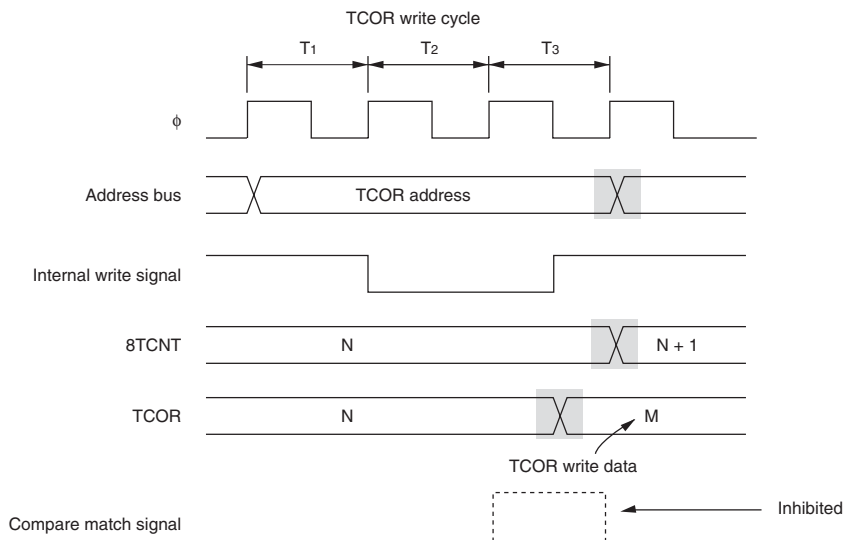 TCOR write cycle
T1 T2 T3
ϕ
Address bus TCOR address
Internal write signal
8TCNT N N + 1
TCOR N M
TCOR write data
Inhibited
Compare match signal